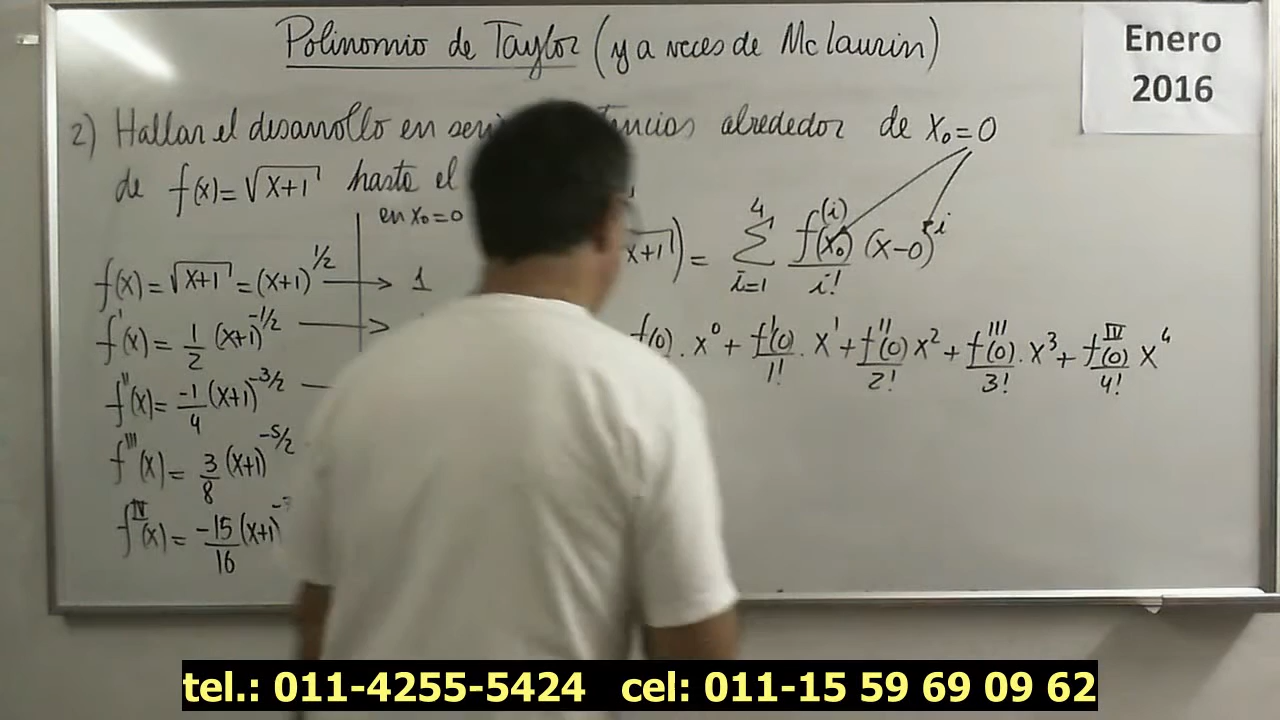 Polinomio de Taylor (y a veces de Mc Laurin)
Enero
2016
2) Hallar el desarrollo en alrededor de x₀=0
de f(x)=√(x+1) hasta el
en x₀=0
f(x)=√(x+1)=(x+1)^1/2 → 1
f'(x)=1/2 (x+1)^-1/2 →
f''(x)=-1/4 (x+1)^-3/2
f'''(x)=3/8 (x+1)^-5/2
f^IV(x)=-15/16 (x+1)
x+1)= Σ_{i=1}^{4} f^(i)(x₀)/i! (x-0)^i
f(0).x⁰+f'(0)/1!.x¹+f''(0)/2! x²+f'''(0)/3!.x³+f^IV(0)/4! x⁴
tel.: 011-4255-5424 cel: 011-15 59 69 09 62